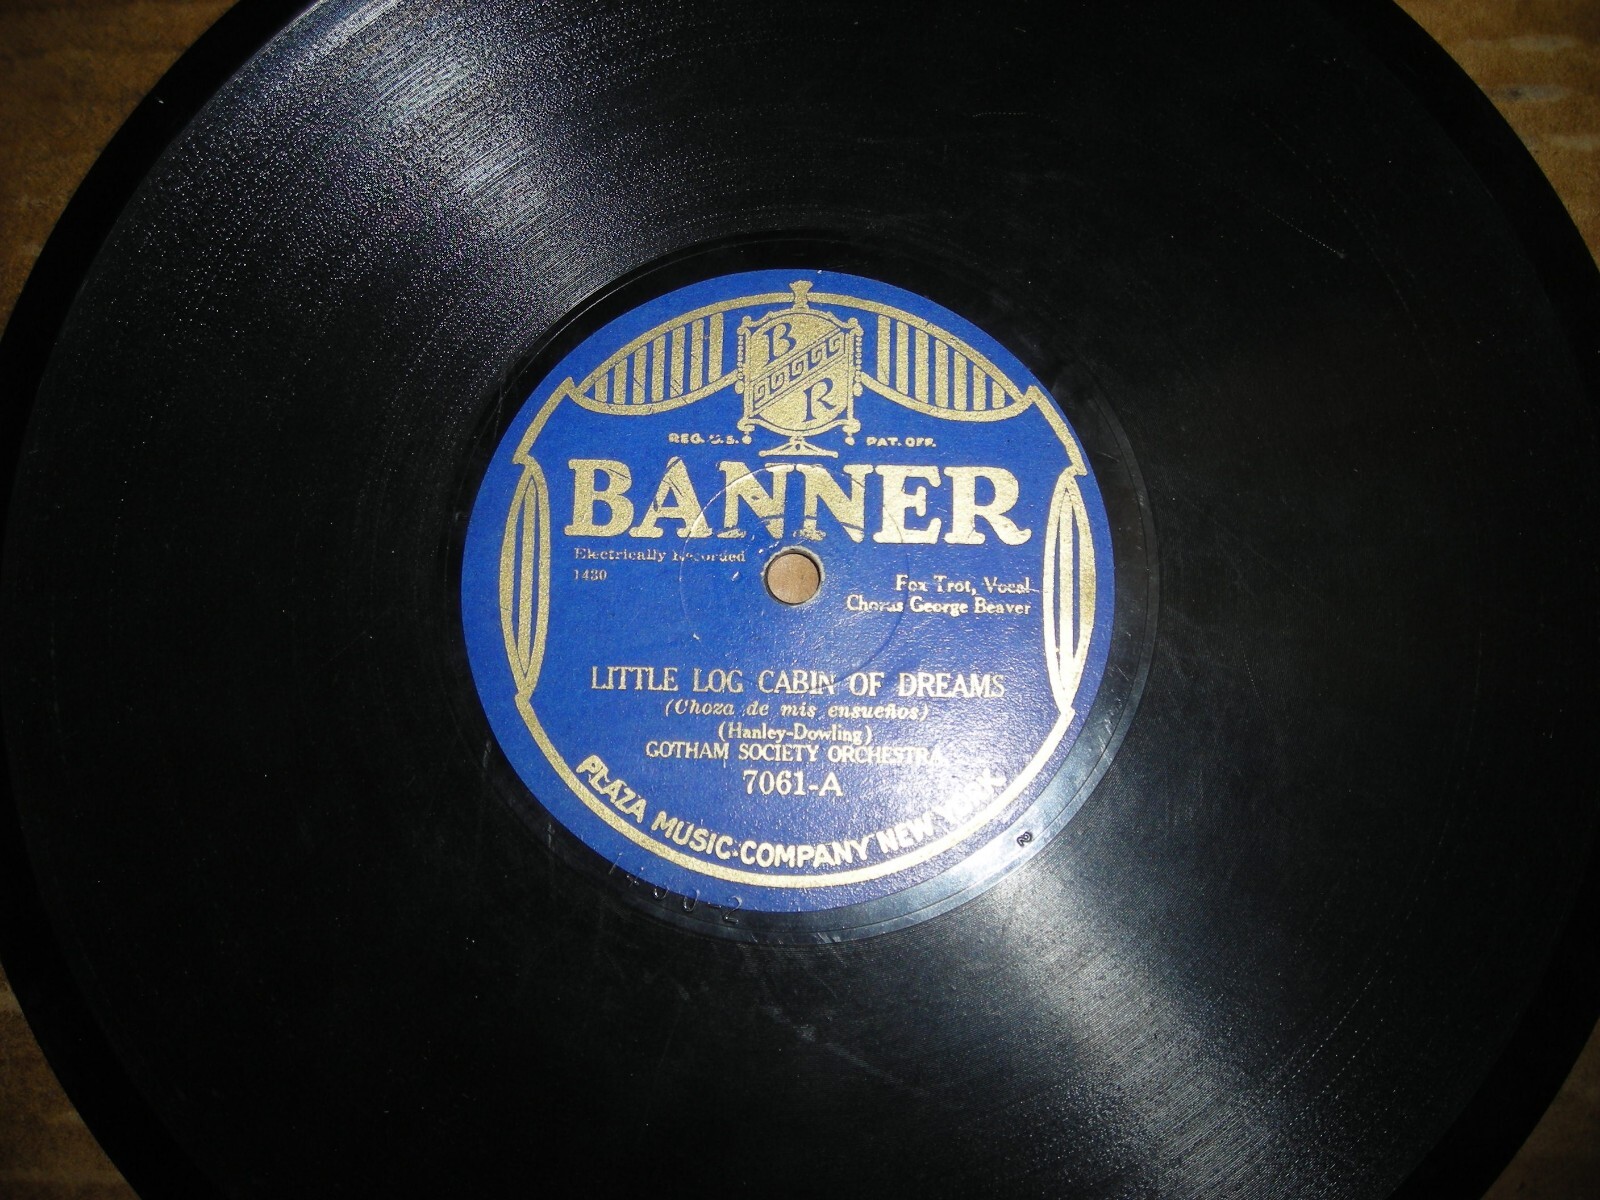 B
R
REG. U.S. PAT. OFF.
BANNER
Electrically Recorded
1430
Fox Trot, Vocal
Chorus George Beaver
LITTLE LOG CABIN OF DREAMS
(Choza de mis ensueños)
(Hanley-Dowling)
GOTHAM SOCIETY ORCHESTRA
7061-A
PLAZA MUSIC COMPANY NEW YORK
2